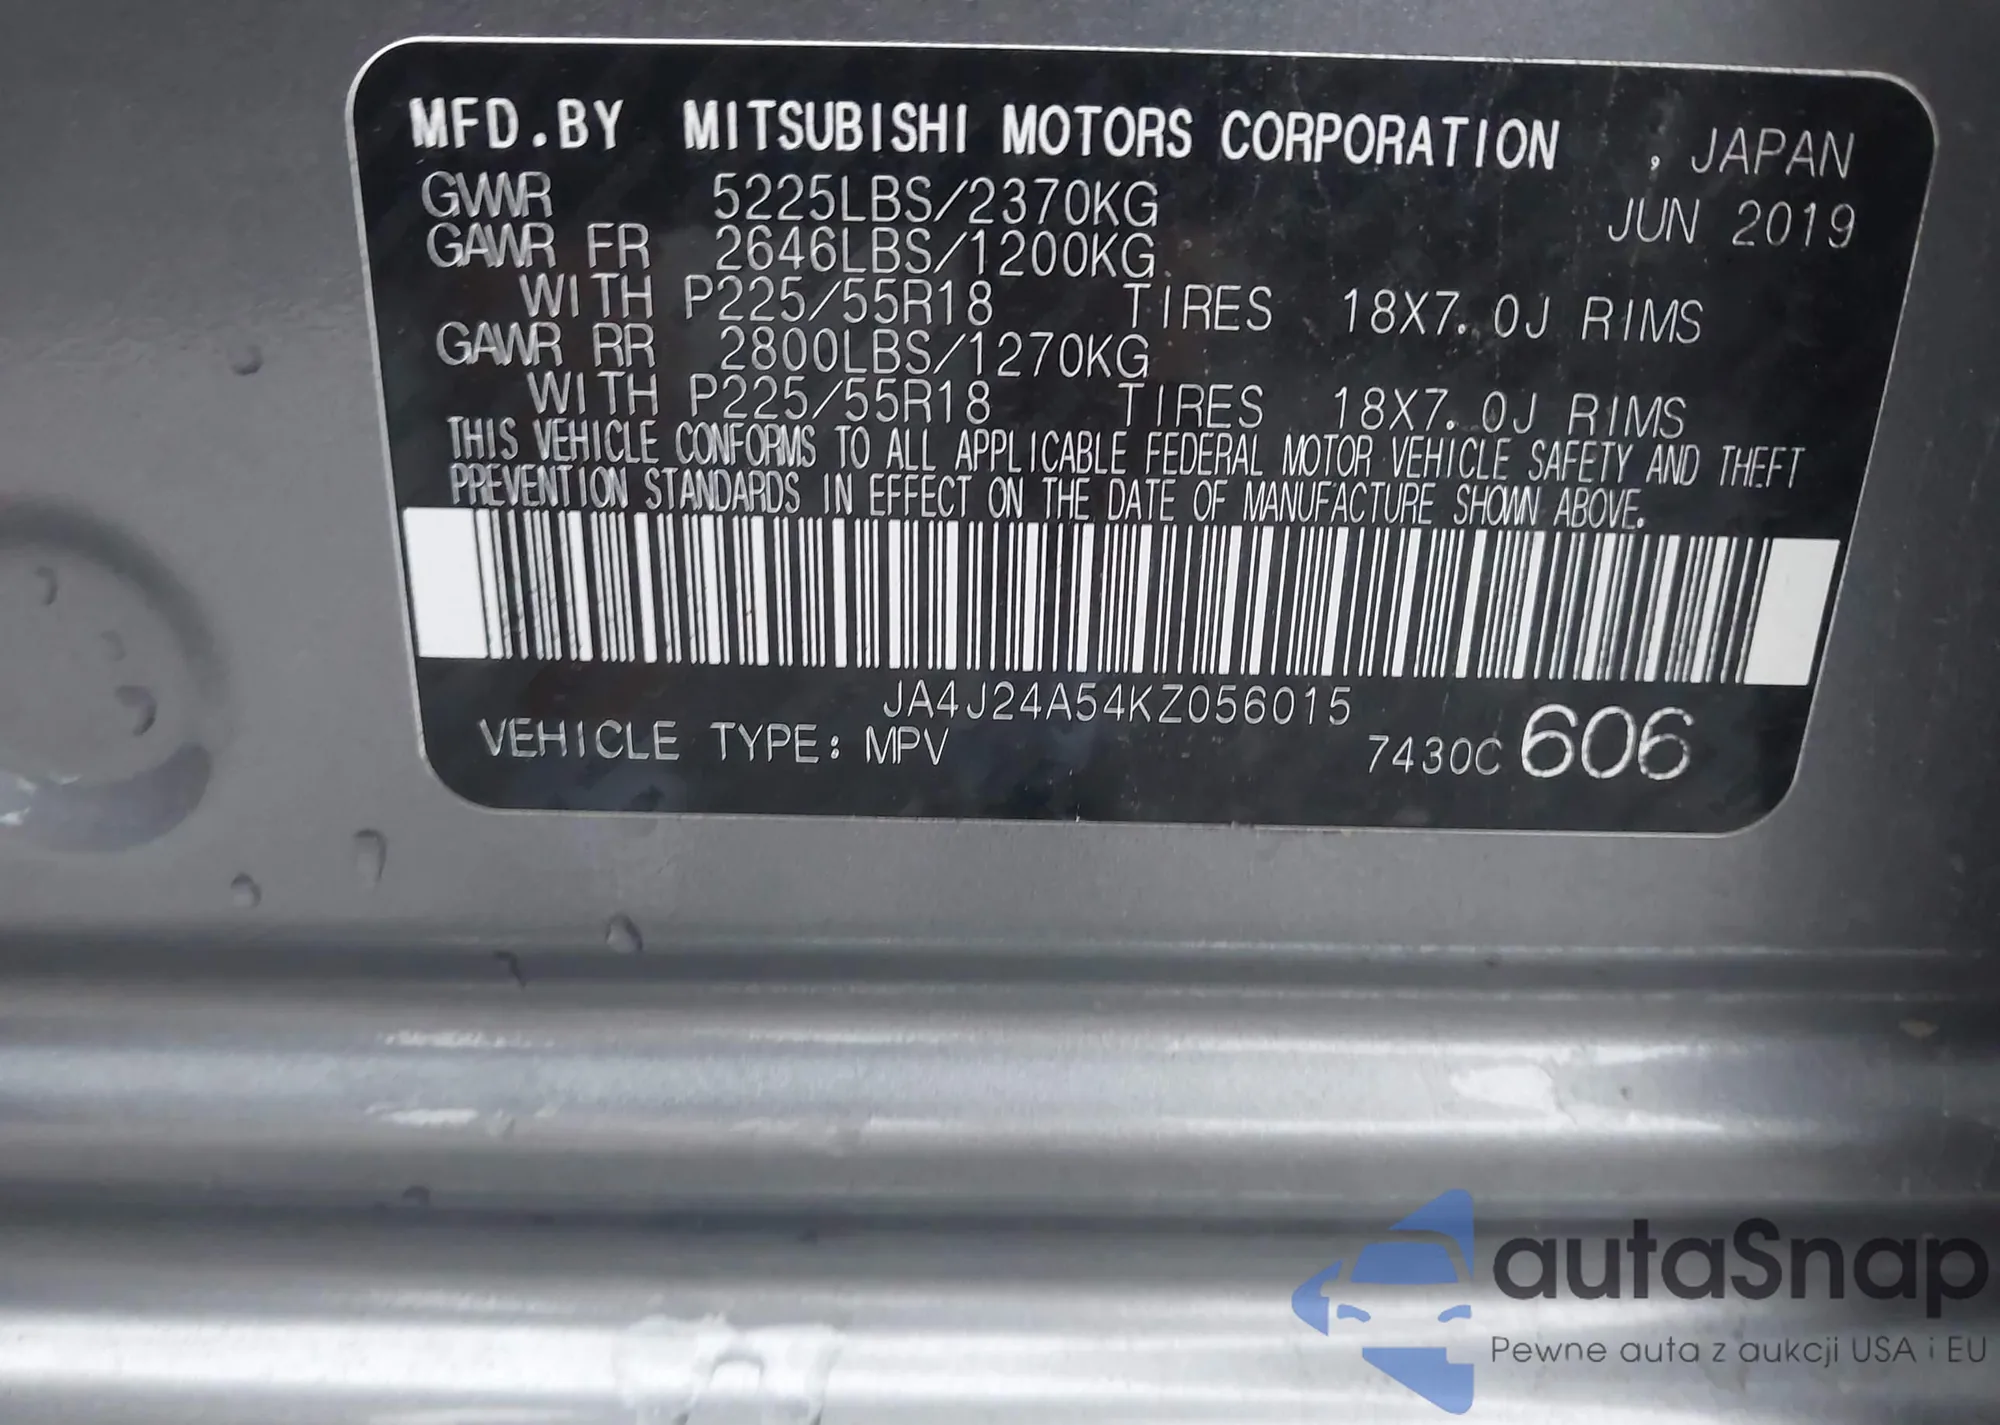 MFD.BY MITSUBISHI MOTORS CORPORATION , JAPAN
GVWR 5225LBS/2370KG JUN 2019
GAWR FR 2646LBS/1200KG
WITH P225/55R18 TIRES 18X7.0J RIMS
GAWR RR 2800LBS/1270KG
WITH P225/55R18 TIRES 18X7.0J RIMS
THIS VEHICLE CONFORMS TO ALL APPLICABLE FEDERAL MOTOR VEHICLE SAFETY AND THEFT
PREVENTION STANDARDS IN EFFECT ON THE DATE OF MANUFACTURE SHOWN ABOVE.
JA4J24A54KZ056015
VEHICLE TYPE: MPV 7430C 606
autaSnap
Pewne auta z aukcji USA i EU